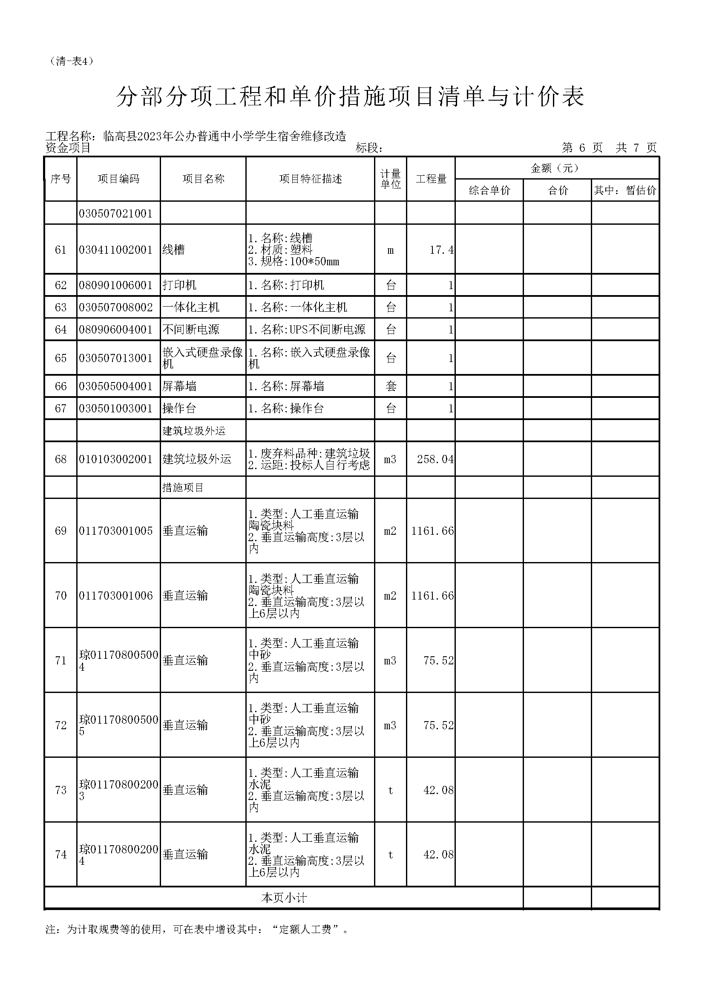 （清-表4）
分部分项工程和单价措施项目清单与计价表
工程名称：临高县2023年公办普通中小学学生宿舍维修改造
资金项目 标段： 第 6 页 共 7 页
序号 项目编码 项目名称 项目特征描述 计量
单位 工程量 金额（元）
综合单价 合价 其中：暂估价
030507021001
61 030411002001 线槽 1.名称:线槽
2.材质:塑料
3.规格:100*50mm m 17.4
62 080901006001 打印机 1.名称:打印机 台 1
63 030507008002 一体化主机 1.名称:一体化主机 台 1
64 080906004001 不间断电源 1.名称:UPS不间断电源 台 1
65 030507013001 嵌入式硬盘录像
机 1.名称:嵌入式硬盘录像
机 台 1
66 030505004001 屏幕墙 1.名称:屏幕墙 套 1
67 030501003001 操作台 1.名称:操作台 台 1
建筑垃圾外运
68 010103002001 建筑垃圾外运 1.废弃料品种:建筑垃圾
2.运距:投标人自行考虑 m3 258.04
措施项目
69 011703001005 垂直运输 1.类型:人工垂直运输
陶瓷块料
2.垂直运输高度:3层以
内 m2 1161.66
70 011703001006 垂直运输 1.类型:人工垂直运输
陶瓷块料
2.垂直运输高度:3层以
上6层以内 m2 1161.66
71 琼01170800500
4 垂直运输 1.类型:人工垂直运输
中砂
2.垂直运输高度:3层以
内 m3 75.52
72 琼01170800500
5 垂直运输 1.类型:人工垂直运输
中砂
2.垂直运输高度:3层以
上6层以内 m3 75.52
73 琼01170800200
3 垂直运输 1.类型:人工垂直运输
水泥
2.垂直运输高度:3层以
内 t 42.08
74 琼01170800200
4 垂直运输 1.类型:人工垂直运输
水泥
2.垂直运输高度:3层以
上6层以内 t 42.08
本页小计
注：为计取规费等的使用，可在表中增设其中：“定额人工费”。